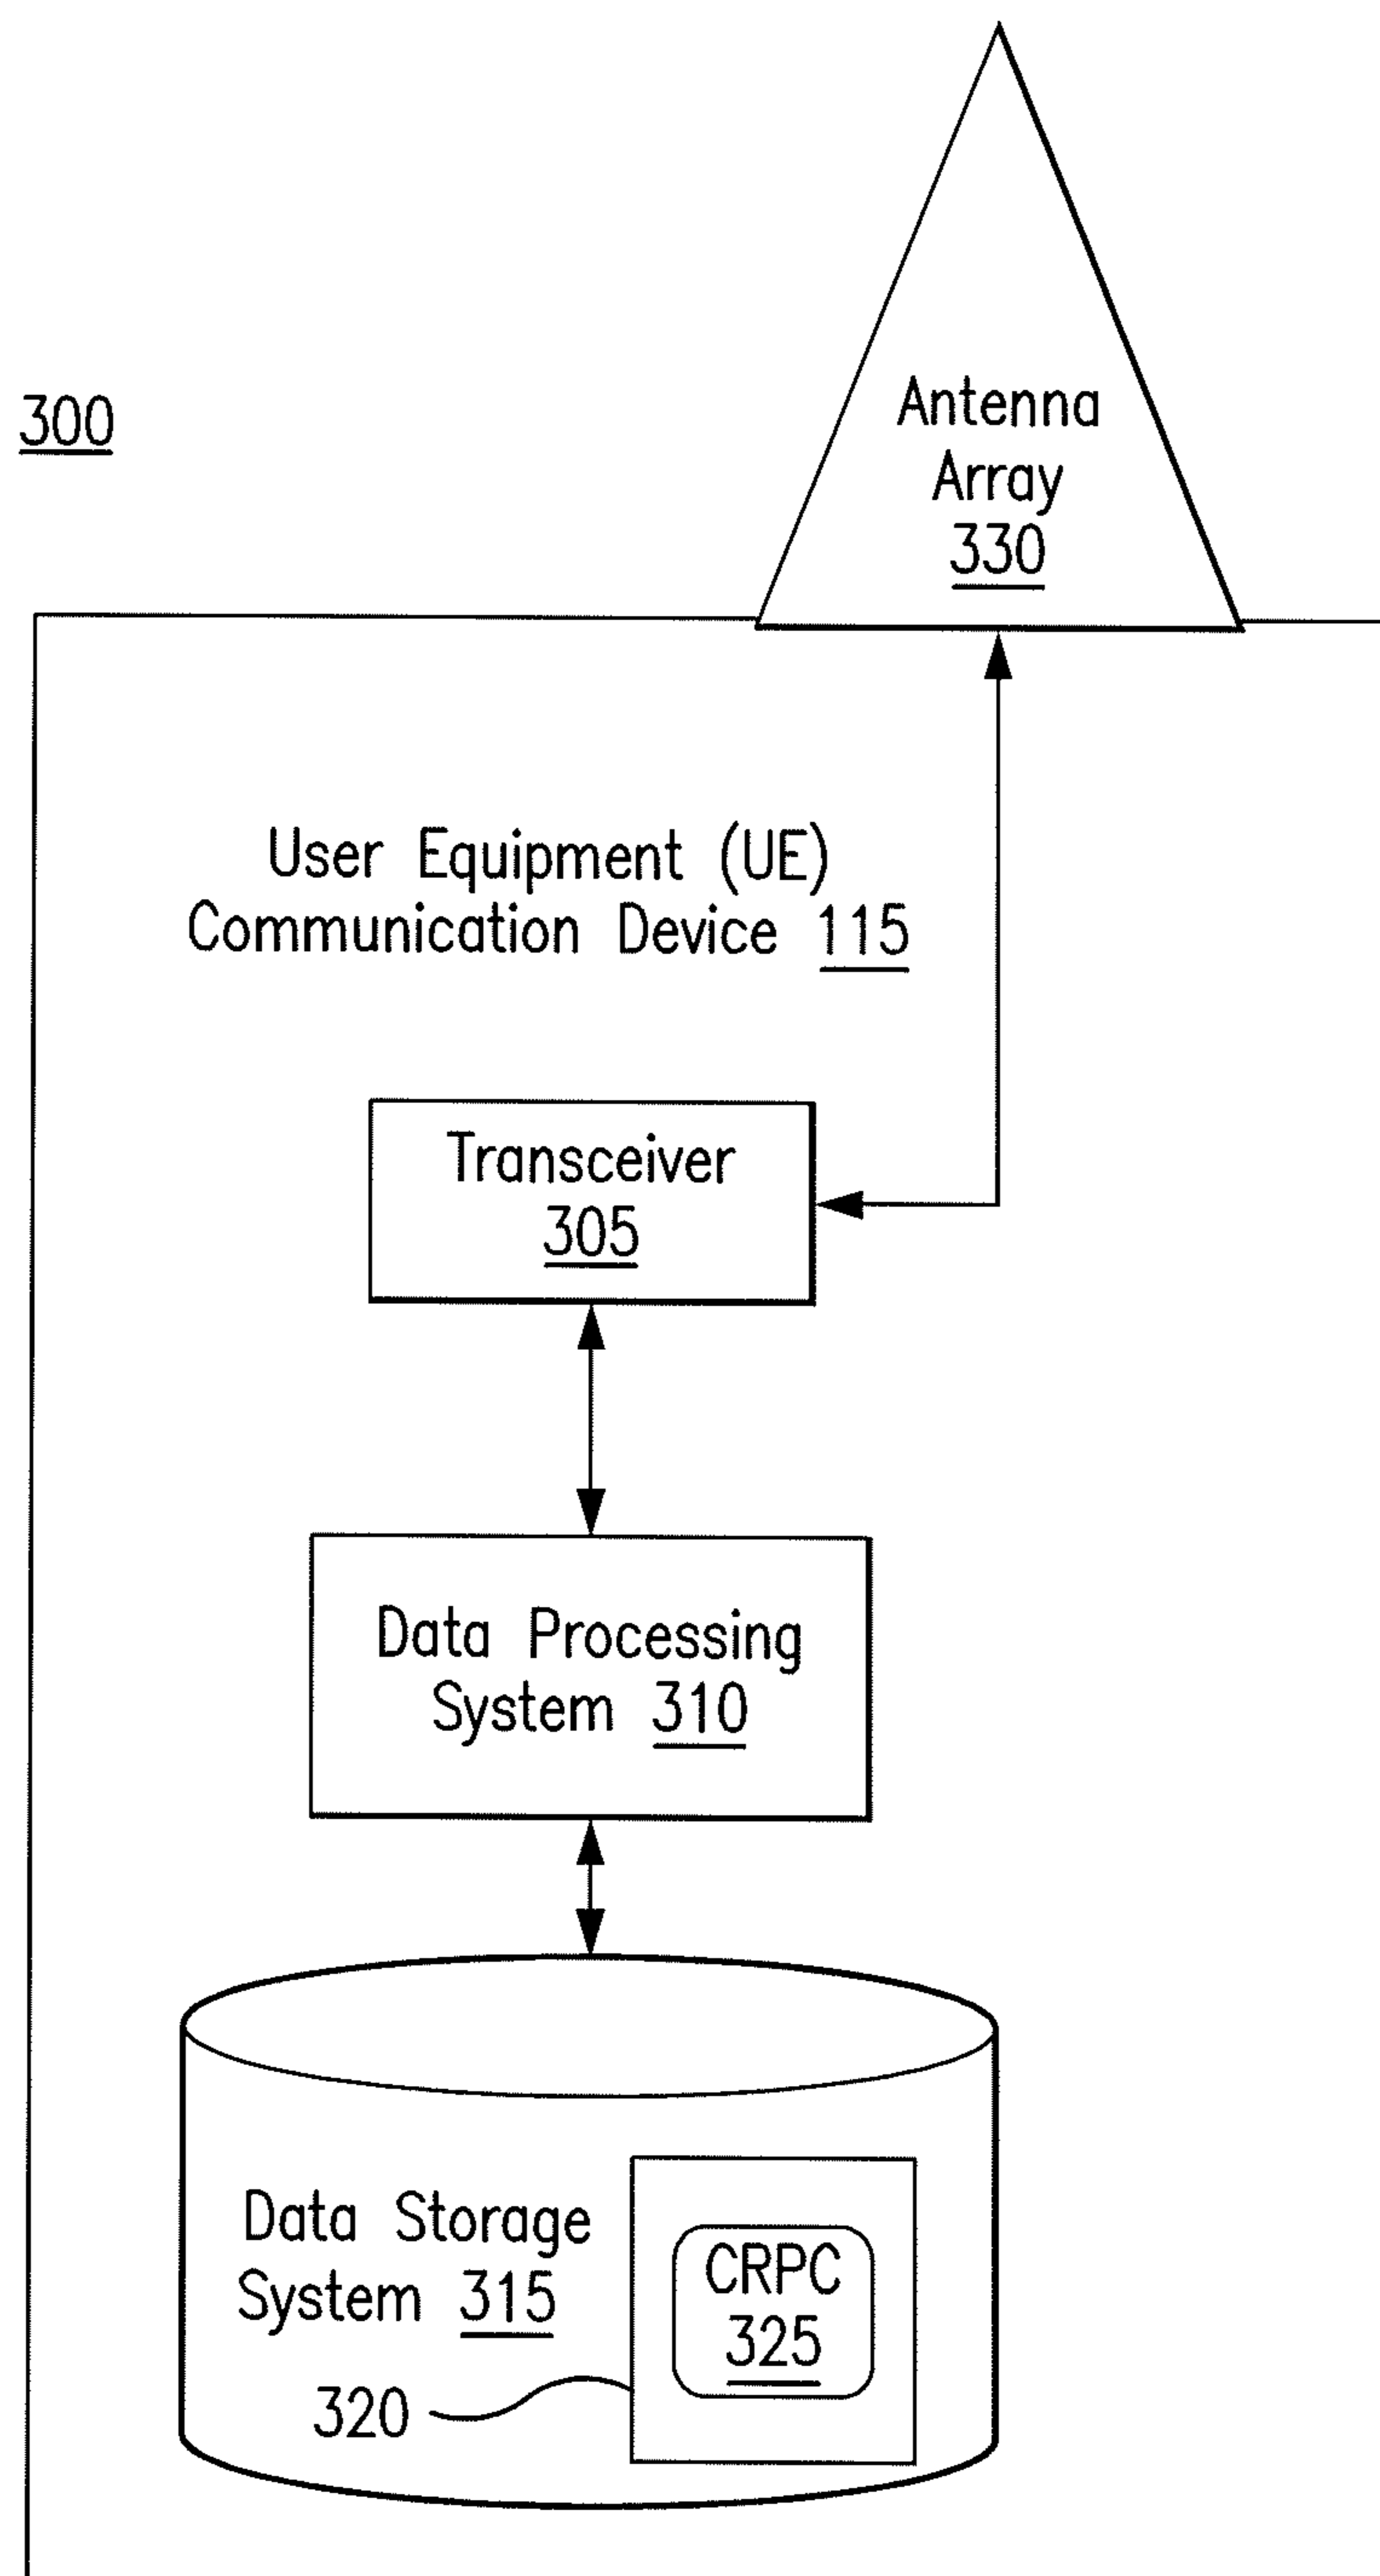 300
Antenna
Array
330
User Equipment (UE)
Communication Device 115
Transceiver
305
Data Processing
System 310
Data Storage
System 315
CRPC
325
320